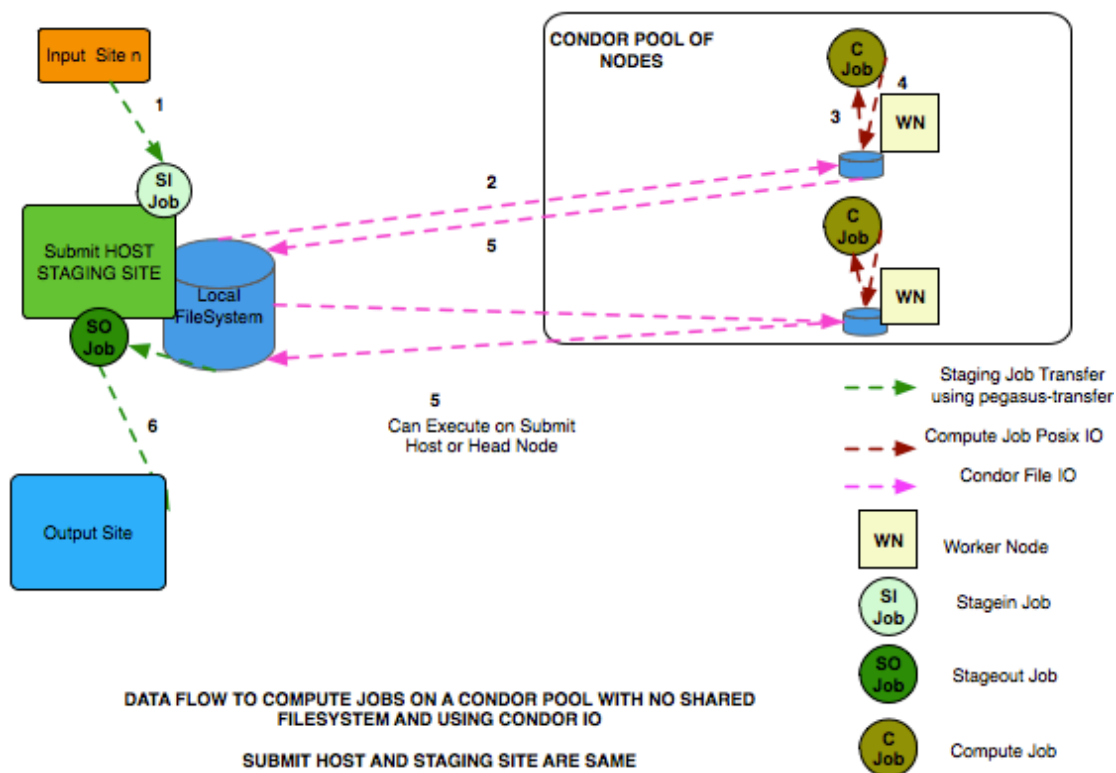 Input Site n
1
SI
Job
Submit HOST
STAGING SITE
Local
FileSystem
SO
Job
6
Output Site
2
5
5
Can Execute on Submit
Host or Head Node
CONDOR POOL OF
NODES
C
Job
4
3
WN
C
Job
WN
Staging Job Transfer
using pegasus-transfer
Compute Job Posix IO
Condor File IO
WN
Worker Node
SI
Job
Stagein Job
SO
Job
Stageout Job
C
Job
Compute Job
DATA FLOW TO COMPUTE JOBS ON A CONDOR POOL WITH NO SHARED
FILESYSTEM AND USING CONDOR IO
SUBMIT HOST AND STAGING SITE ARE SAME